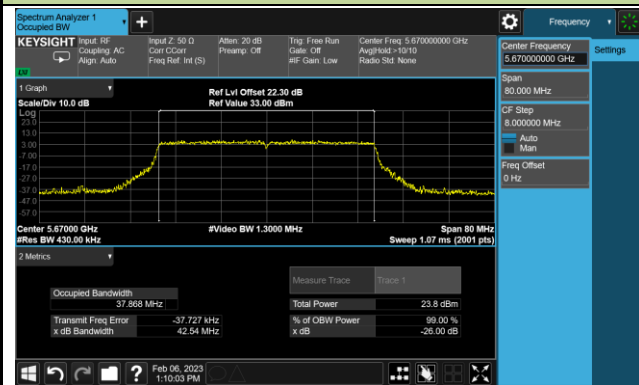 Spectrum Analyzer 1
Occupied BW
Frequency
KEYSIGHT
Input: RF
Coupling: AC
Align: Auto
Input Z: 50 Ω
Corr CCorr
Freq Ref: Int (S)
Atten: 20 dB
Preamp: Off
Trig: Free Run
Gate: Off
#IF Gain: Low
Center Freq: 5.670000000 GHz
Avg|Hold:>10/10
Radio Std: None
Center Frequency
5.670000000 GHz
Settings
Span
80.000 MHz
CF Step
8.000000 MHz
Auto
Man
Freq Offset
0 Hz
1 Graph
Scale/Div 10.0 dB
Ref Lvl Offset 22.30 dB
Ref Value 33.00 dBm
Log
23.0
13.0
3.00
-7.00
-17.0
-27.0
-37.0
-47.0
-57.0
Center 5.67000 GHz
#Video BW 1.3000 MHz
Span 80 MHz
#Res BW 430.00 kHz
Sweep 1.07 ms (2001 pts)
2 Metrics
Measure Trace
Trace 1
Occupied Bandwidth
37.868 MHz
Total Power
23.8 dBm
Transmit Freq Error
-37.727 kHz
% of OBW Power
99.00 %
x dB Bandwidth
42.54 MHz
x dB
-26.00 dB
Feb 06, 2023
1:10:03 PM